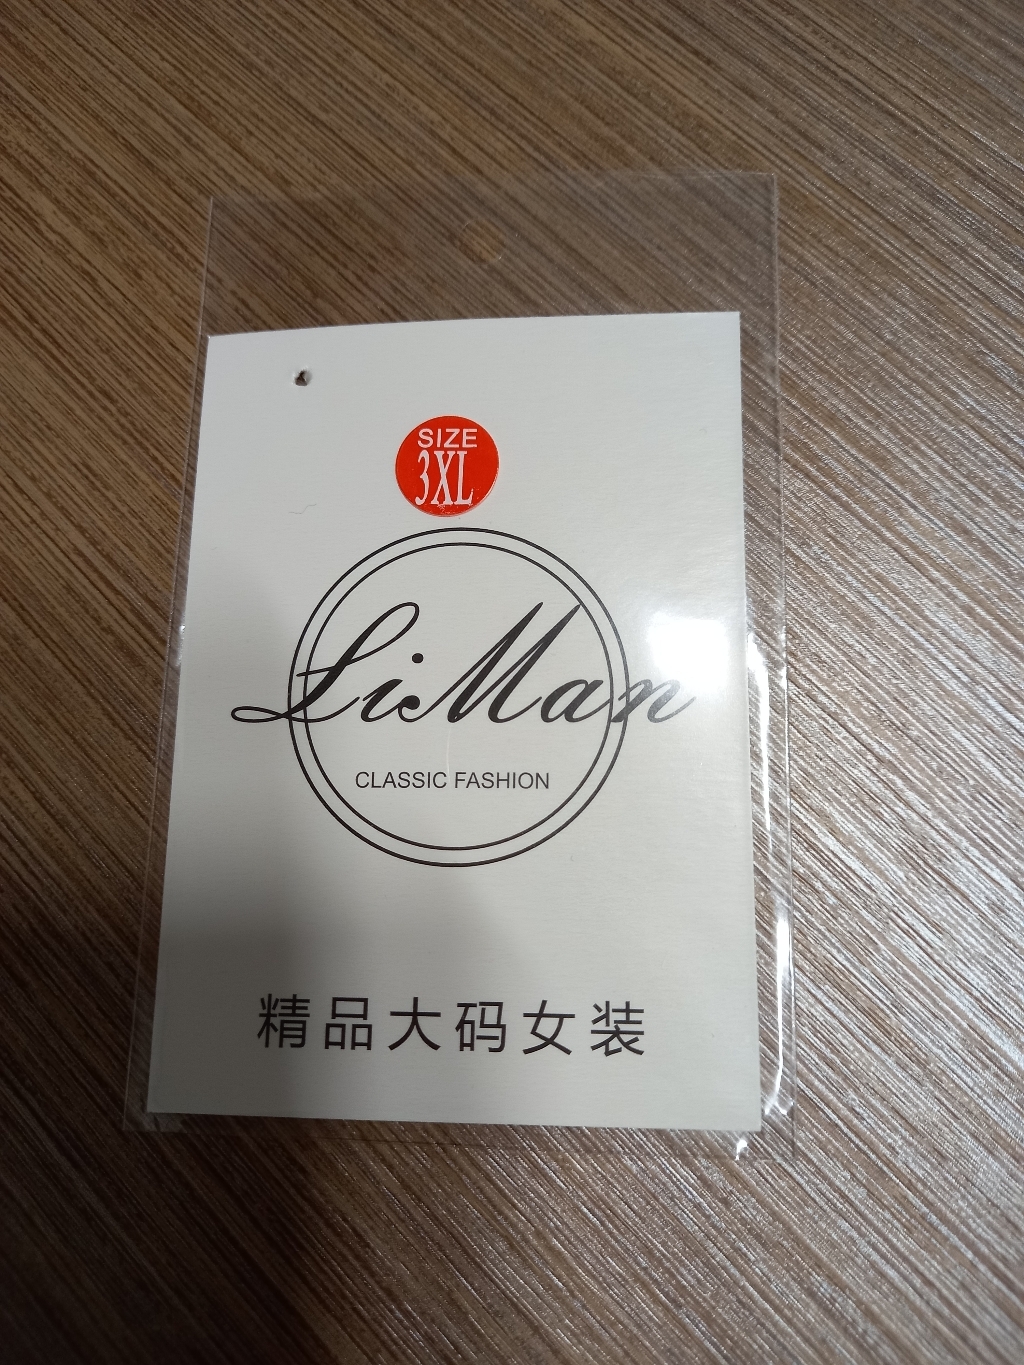 SIZE
3XL
LiMan
CLASSIC FASHION
精品大码女装